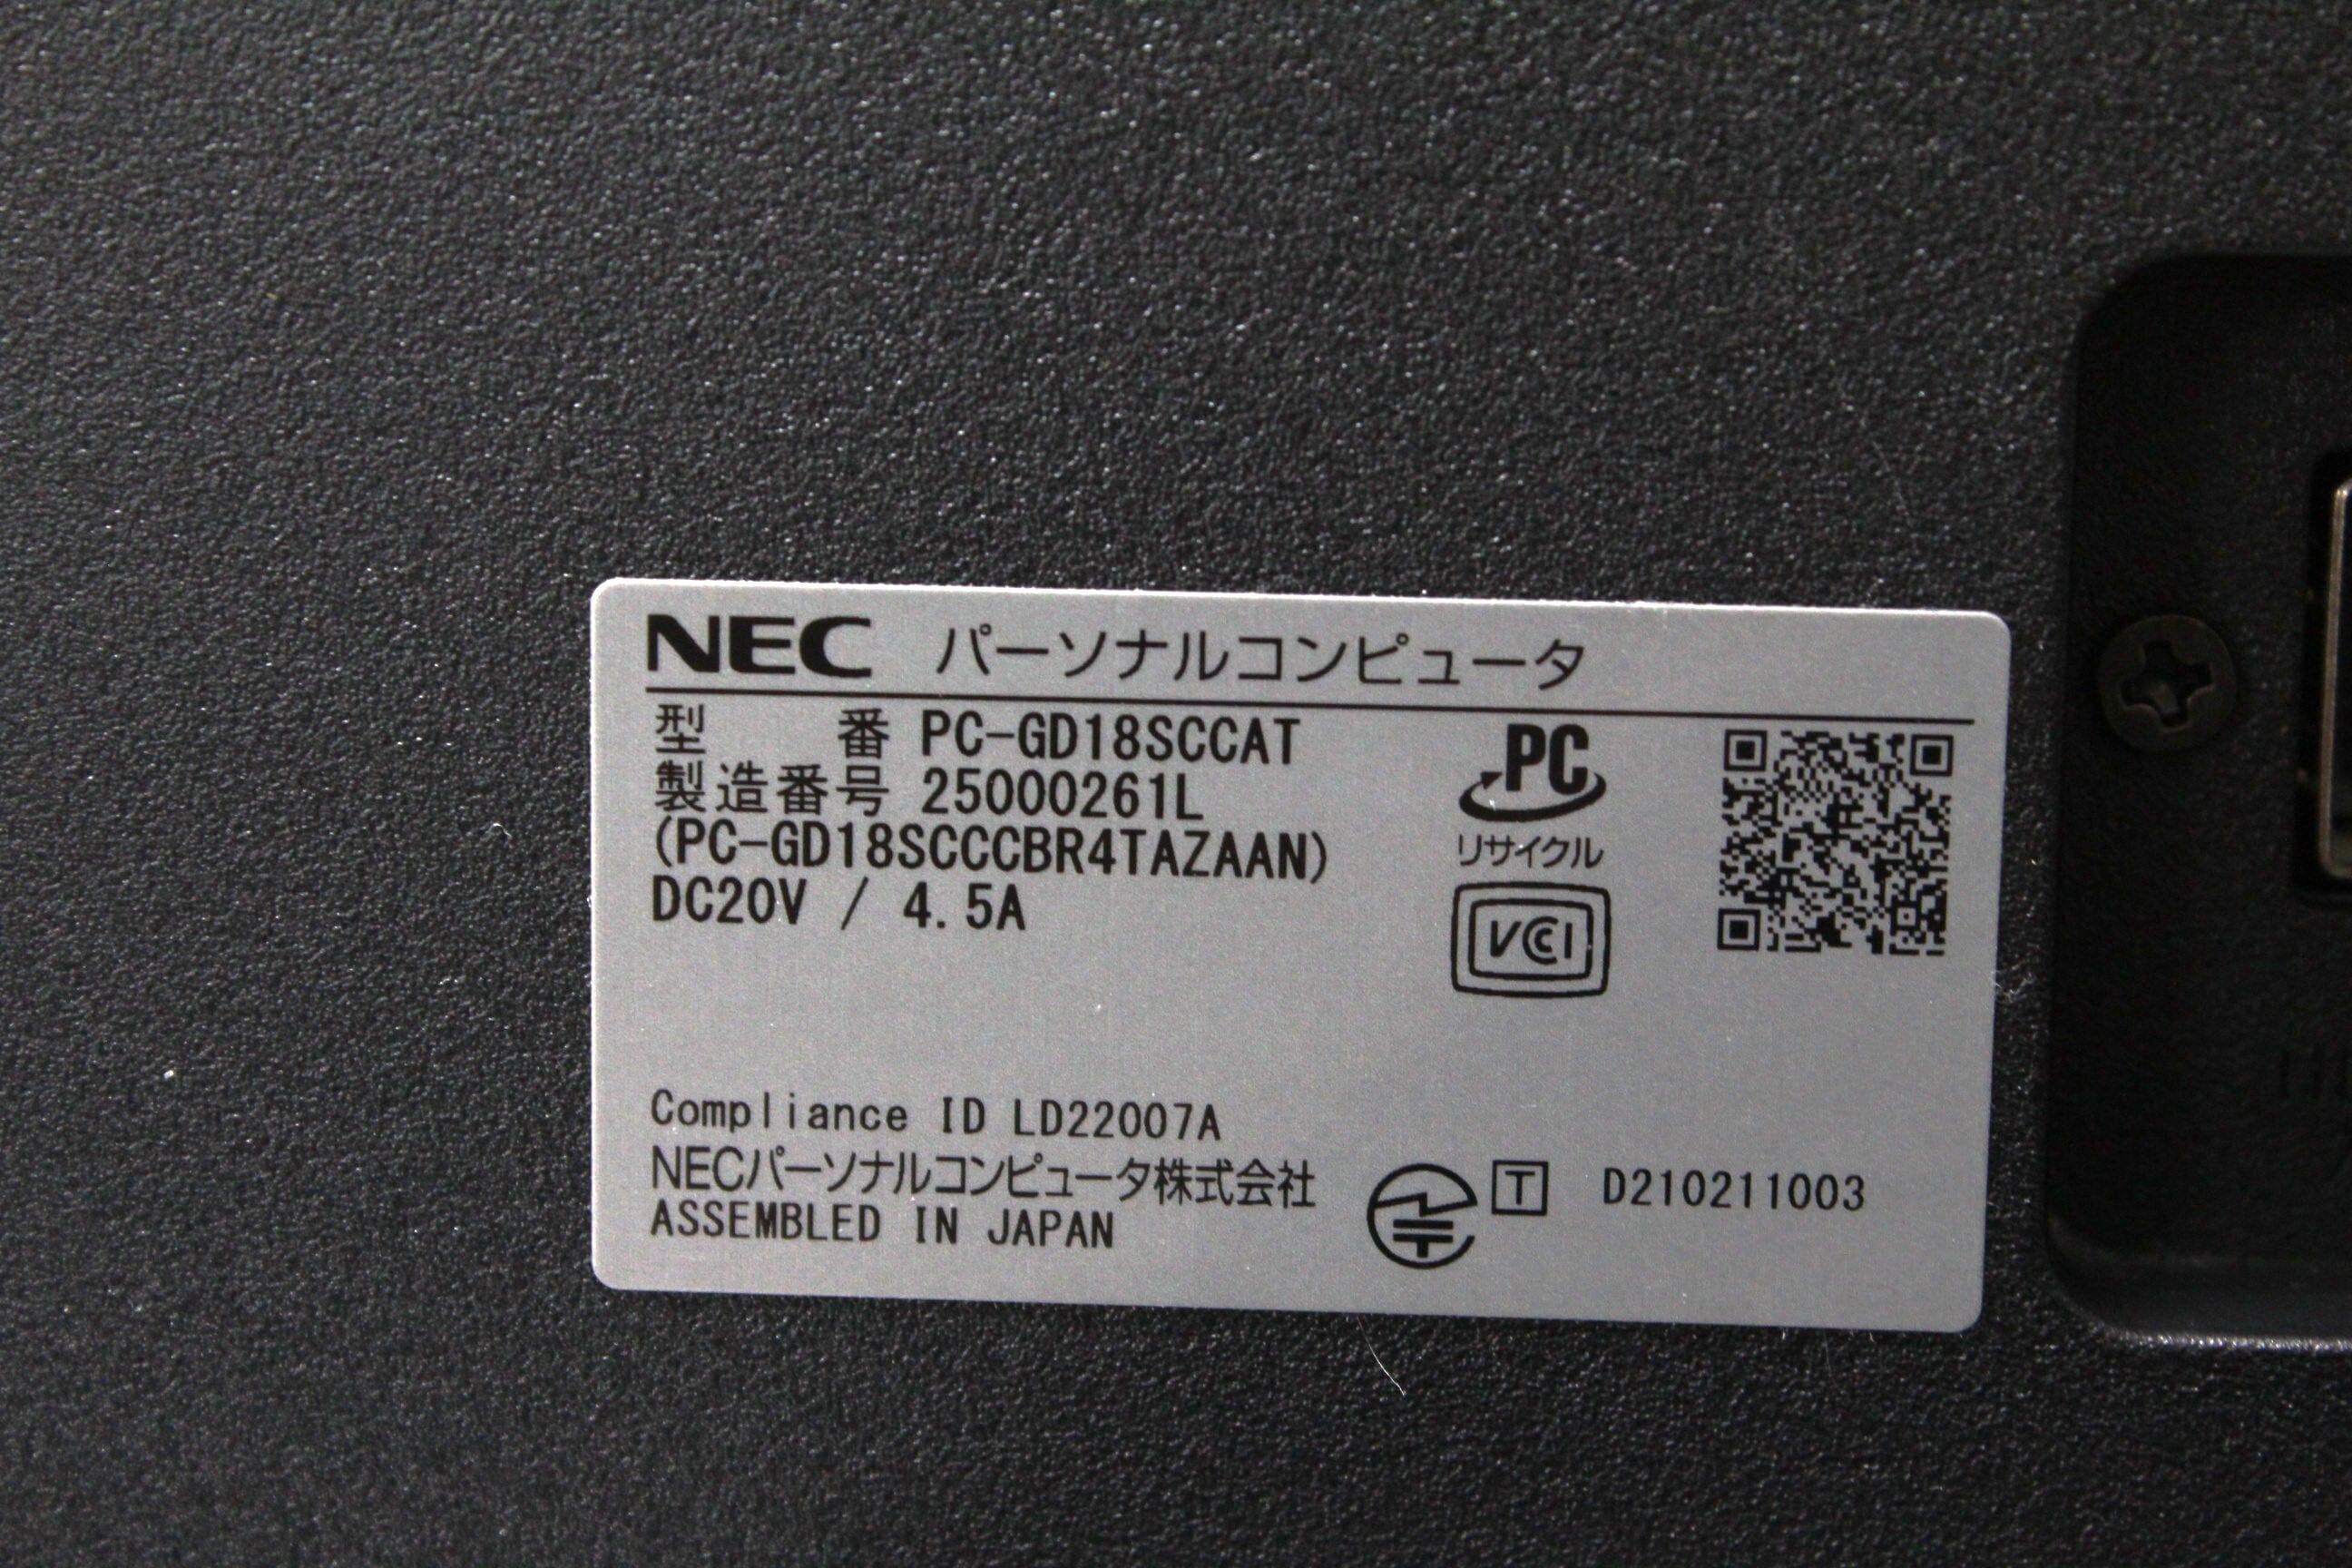 NEC パーソナルコンピュータ
型 番 PC-GD18SCCAT
製造番号 25000261L
(PC-GD18SCCCBR4TAZAAN)
DC20V / 4.5A
PC
リサイクル
VCCI
Compliance ID LD22007A
NECパーソナルコンピュータ株式会社
ASSEMBLED IN JAPAN
T D210211003